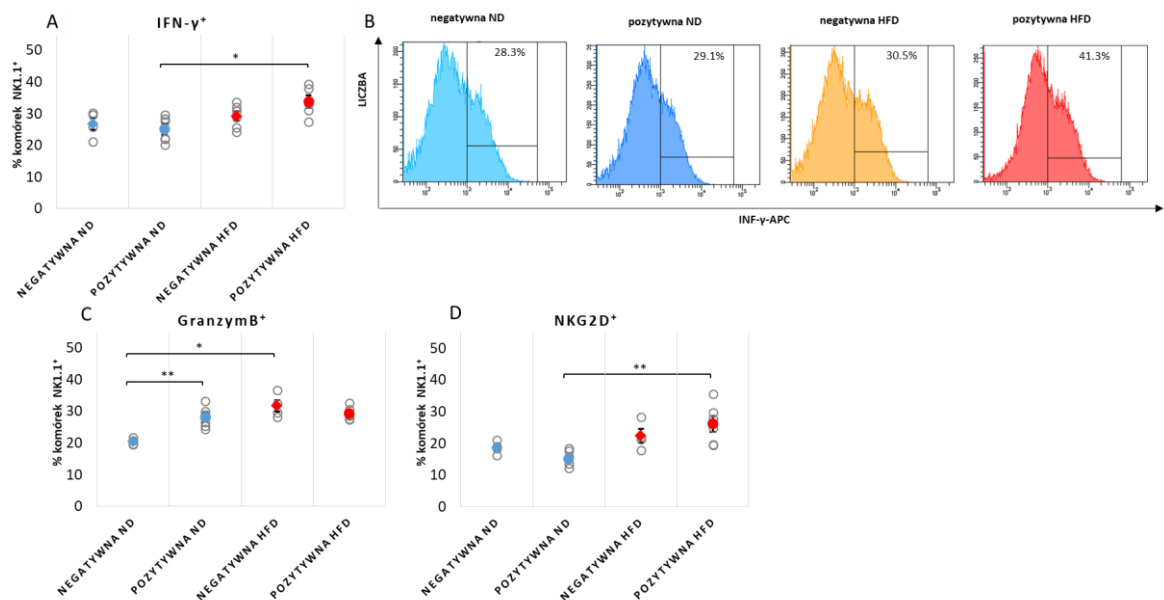 A
IFN-γ⁺
% komórek NK1.1⁺
50
40
30
20
10
0
*
NEGATYWNA ND
POZYTYWNA ND
NEGATYWNA HFD
POZYTYWNA HFD
B
negatywna ND
pozytywna ND
negatywna HFD
pozytywna HFD
LICZBA
28.3%
29.1%
30.5%
41.3%
INF-γ-APC
C
GranzymB⁺
% komórek NK1.1⁺
50
40
30
20
10
0
*
**
NEGATYWNA ND
POZYTYWNA ND
NEGATYWNA HFD
POZYTYWNA HFD
D
NKG2D⁺
% komórek NK1.1⁺
50
40
30
20
10
0
**
NEGATYWNA ND
POZYTYWNA ND
NEGATYWNA HFD
POZYTYWNA HFD